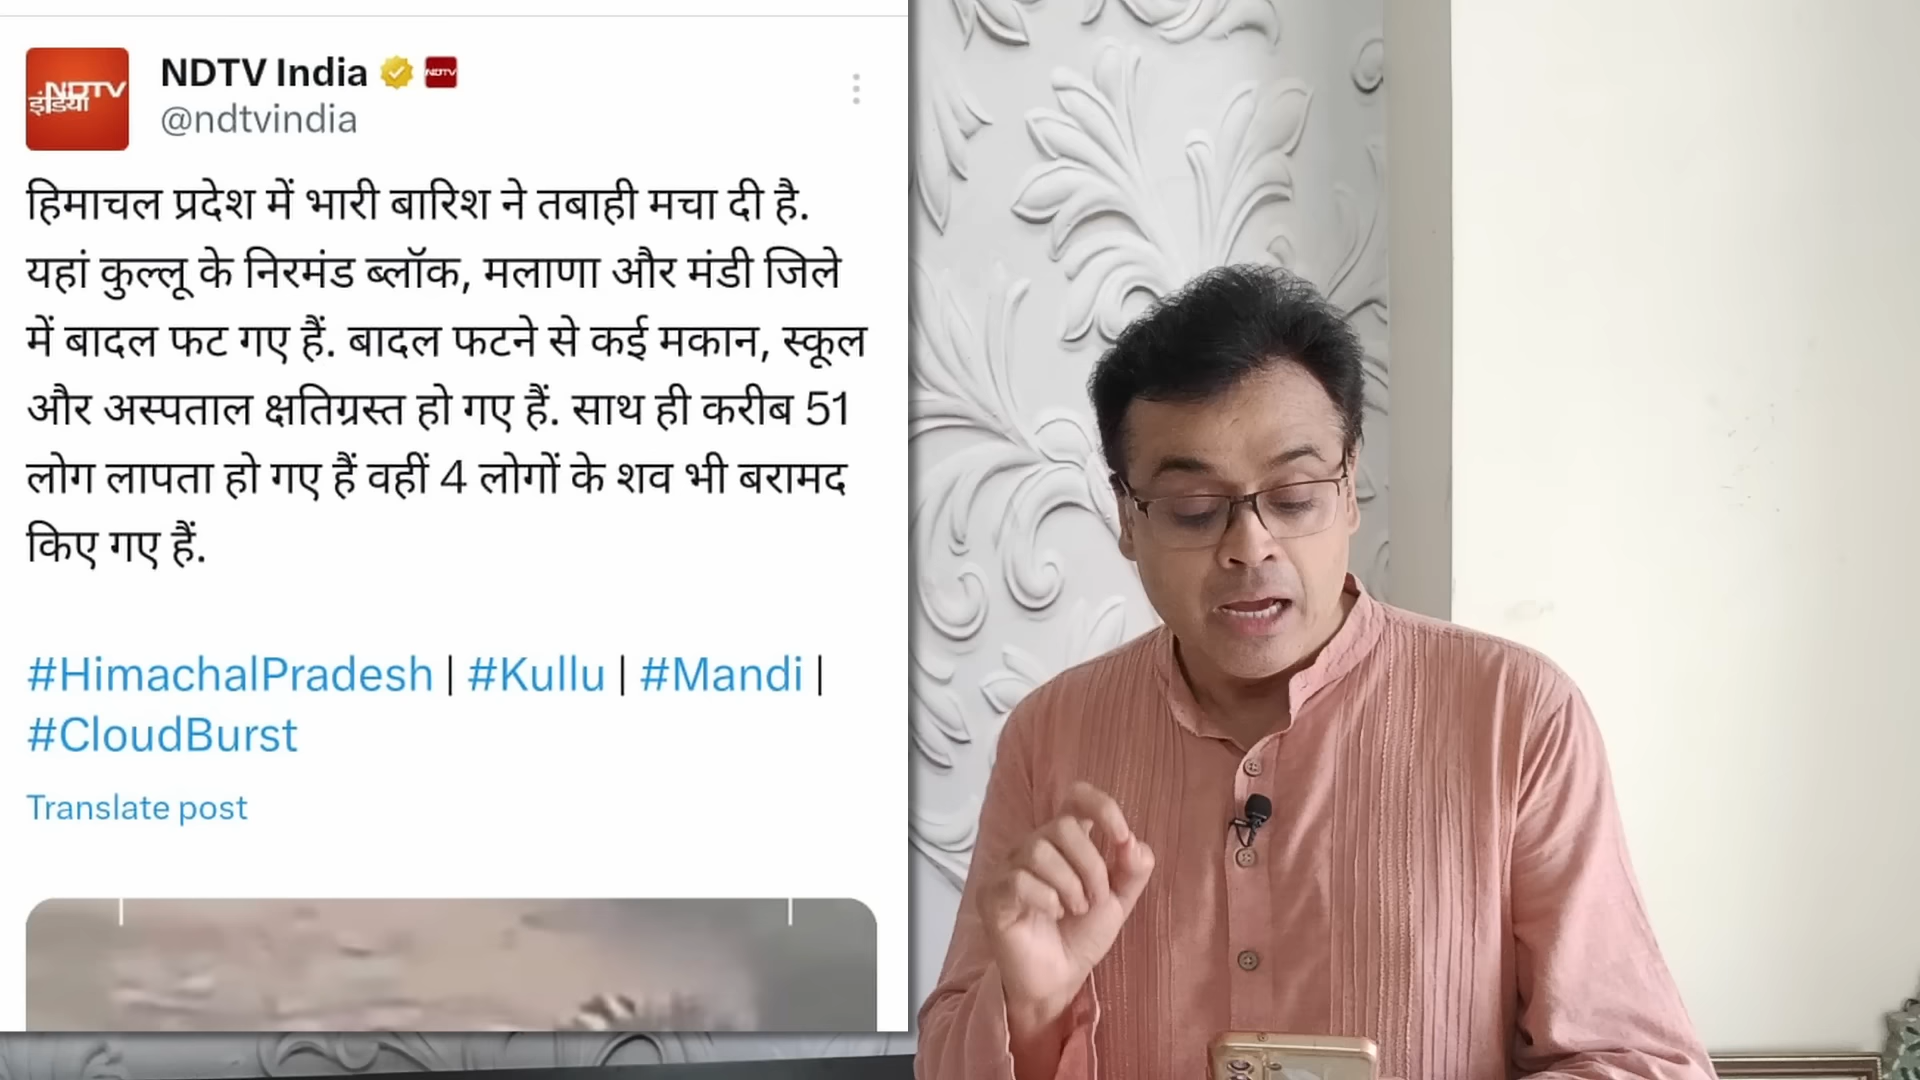 NDTV India
NDTV
इंडिया
NDTV
@ndtvindia
हिमाचल प्रदेश में भारी बारिश ने तबाही मचा दी है.
यहां कुल्लू के निरमंड ब्लॉक, मलाणा और मंडी जिले
में बादल फट गए हैं. बादल फटने से कई मकान, स्कूल
और अस्पताल क्षतिग्रस्त हो गए हैं. साथ ही करीब 51
लोग लापता हो गए हैं वहीं 4 लोगों के शव भी बरामद
किए गए हैं.
#HimachalPradesh | #Kullu | #Mandi |
#CloudBurst
Translate post